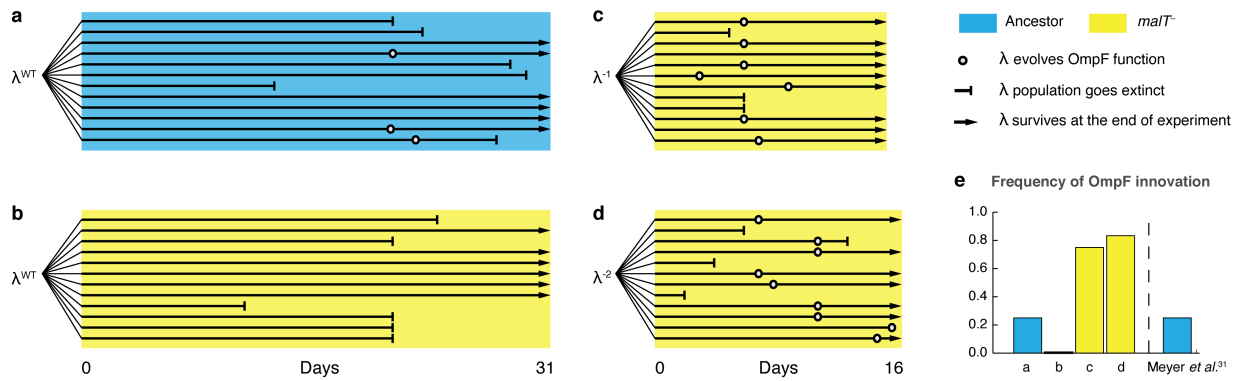 a
λWT
b
λWT
0 Days 31
c
λ-1
d
λ-2
0 Days 16
Ancestor malT–
λ evolves OmpF function
λ population goes extinct
λ survives at the end of experiment
e Frequency of OmpF innovation
1.0
0.8
0.6
0.4
0.2
0.0
a b c d Meyer et al.31